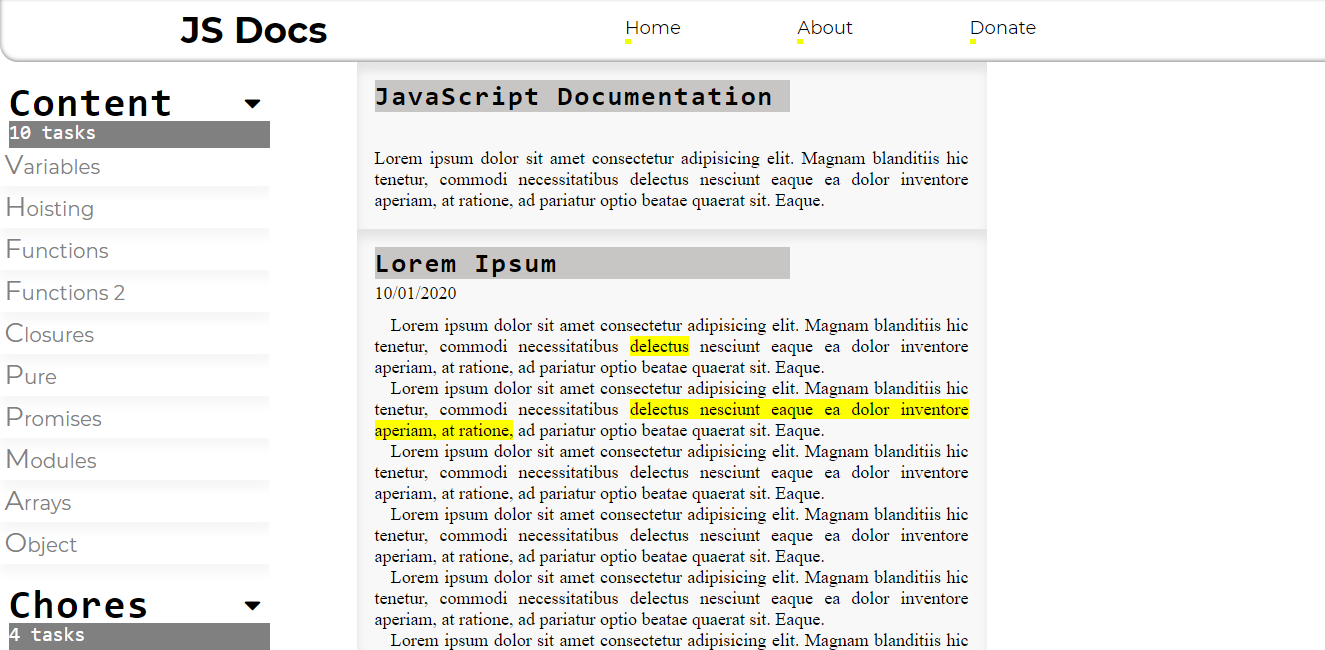 JS Docs
Home
About
Donate
Content
10 tasks
Variables
Hoisting
Functions
Functions 2
Closures
Pure
Promises
Modules
Arrays
Object
Chores
4 tasks
JavaScript Documentation
Lorem ipsum dolor sit amet consectetur adipisicing elit. Magnam blanditiis hic
tenetur, commodi necessitatibus delectus nesciunt eaque ea dolor inventore
aperiam, at ratione, ad pariatur optio beatae quaerat sit. Eaque.
Lorem Ipsum
10/01/2020
Lorem ipsum dolor sit amet consectetur adipisicing elit. Magnam blanditiis hic
tenetur, commodi necessitatibus delectus nesciunt eaque ea dolor inventore
aperiam, at ratione, ad pariatur optio beatae quaerat sit. Eaque.
Lorem ipsum dolor sit amet consectetur adipisicing elit. Magnam blanditiis hic
tenetur, commodi necessitatibus delectus nesciunt eaque ea dolor inventore
aperiam, at ratione, ad pariatur optio beatae quaerat sit. Eaque.
Lorem ipsum dolor sit amet consectetur adipisicing elit. Magnam blanditiis hic
tenetur, commodi necessitatibus delectus nesciunt eaque ea dolor inventore
aperiam, at ratione, ad pariatur optio beatae quaerat sit. Eaque.
Lorem ipsum dolor sit amet consectetur adipisicing elit. Magnam blanditiis hic
tenetur, commodi necessitatibus delectus nesciunt eaque ea dolor inventore
aperiam, at ratione, ad pariatur optio beatae quaerat sit. Eaque.
Lorem ipsum dolor sit amet consectetur adipisicing elit. Magnam blanditiis hic
tenetur, commodi necessitatibus delectus nesciunt eaque ea dolor inventore
aperiam, at ratione, ad pariatur optio beatae quaerat sit. Eaque.
Lorem ipsum dolor sit amet consectetur adipisicing elit. Magnam blanditiis hic